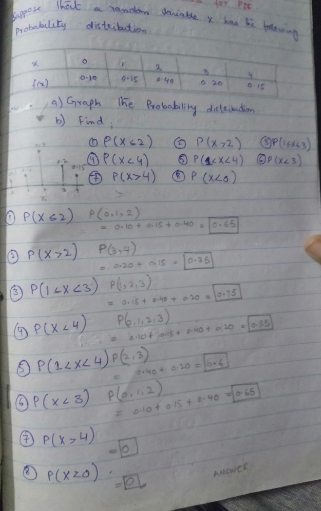 Suppose that a random variable x has the following
Probability distribution.
x 0 1 2 3 4
f(x) 0.10 0.15 0.40 0.20 0.15
a) Graph the Probability distribution
b) Find,
① P(X≤2) ② P(X>2) ③ P(1≤X≤3)
④ P(X<4) ⑤ P(1<X<4) ⑥ P(X<3)
⑦ P(X>4) ⑧ P(X<0)
① P(X≤2) P(0,1,2)
= 0.10 + 0.15 + 0.40 = 0.65
② P(X>2) P(3,4)
= 0.20 + 0.15 = 0.35
③ P(1<X<3) P(1,2,3)
= 0.15 + 0.40 + 0.20 = 0.75
④ P(X<4) P(0,1,2,3)
= 0.10 + 0.15 + 0.40 + 0.20 = 0.85
⑤ P(1<X<4) P(2,3)
= 0.40 + 0.20 = 0.6
⑥ P(X<3) P(0,1,2)
= 0.10 + 0.15 + 0.40 = 0.65
⑦ P(X>4)
= 0
⑧ P(X≥0)
= 0
ANSWER